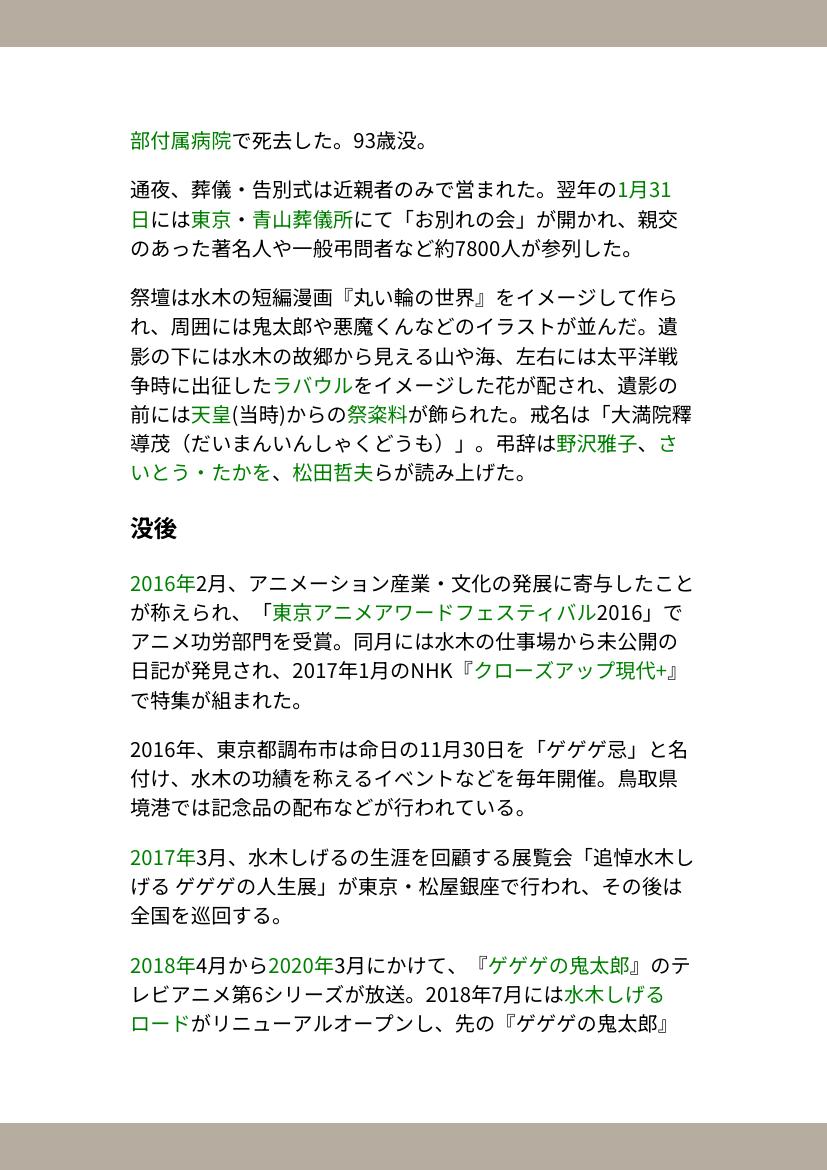 部付属病院で死去した。93歳没。
通夜、葬儀・告別式は近親者のみで営まれた。翌年の1月31
日には東京・青山葬儀所にて「お別れの会」が開かれ、親交
のあった著名人や一般弔問者など約7800人が参列した。
祭壇は水木の短編漫画『丸い輪の世界』をイメージして作ら
れ、周囲には鬼太郎や悪魔くんなどのイラストが並んだ。遺
影の下には水木の故郷から見える山や海、左右には太平洋戦
争時に出征したラバウルをイメージした花が配され、遺影の
前には天皇(当時)からの祭粢料が飾られた。戒名は「大満院釋
導茂（だいまんいんしゃくどうも）」。弔辞は野沢雅子、さ
いとう・たかを、松田哲夫らが読み上げた。
没後
2016年2月、アニメーション産業・文化の発展に寄与したこと
が称えられ、「東京アニメアワードフェスティバル2016」で
アニメ功労部門を受賞。同月には水木の仕事場から未公開の
日記が発見され、2017年1月のNHK『クローズアップ現代+』
で特集が組まれた。
2016年、東京都調布市は命日の11月30日を「ゲゲゲ忌」と名
付け、水木の功績を称えるイベントなどを毎年開催。鳥取県
境港では記念品の配布などが行われている。
2017年3月、水木しげるの生涯を回顧する展覧会「追悼水木し
げる ゲゲゲの人生展」が東京・松屋銀座で行われ、その後は
全国を巡回する。
2018年4月から2020年3月にかけて、『ゲゲゲの鬼太郎』のテ
レビアニメ第6シリーズが放送。2018年7月には水木しげる
ロードがリニューアルオープンし、先の『ゲゲゲの鬼太郎』